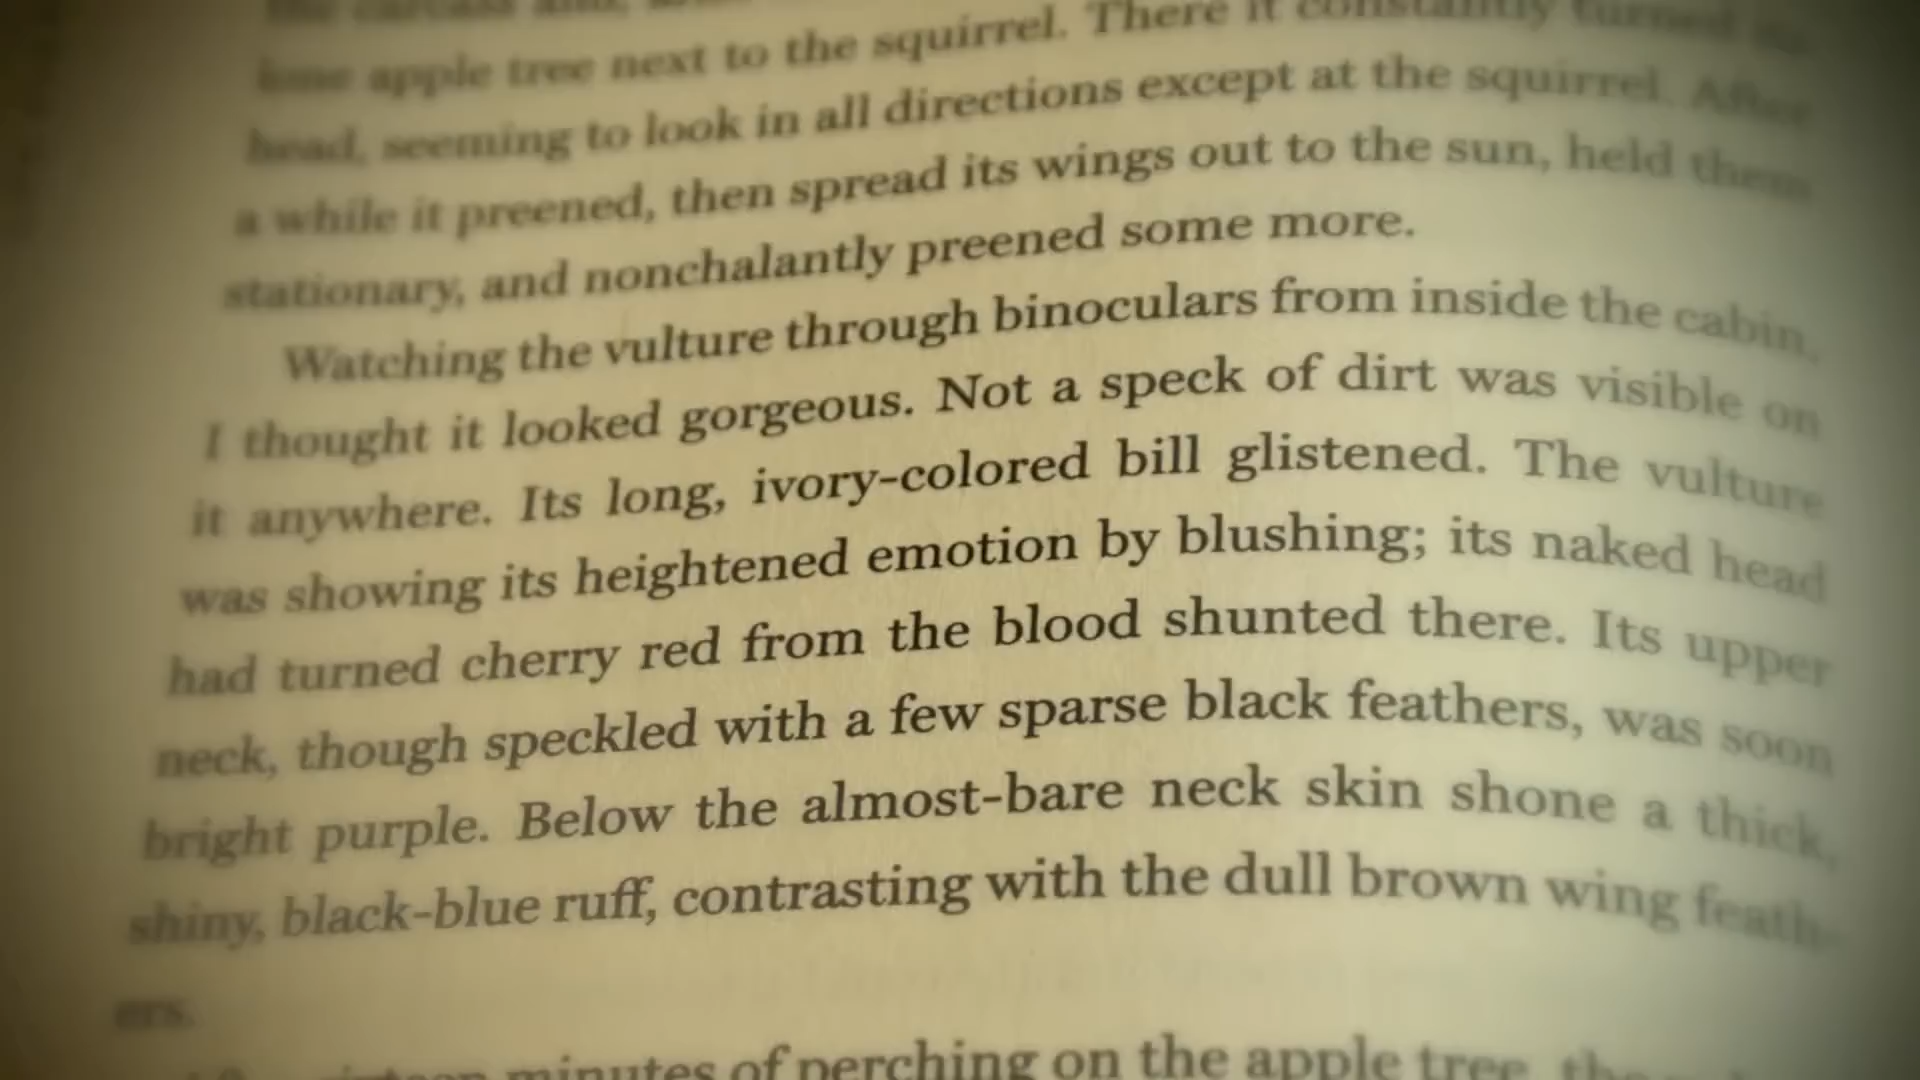 the carcass and,
lone apple tree next to the squirrel. There it constantly turned its
head, seeming to look in all directions except at the squirrel. After
a while it preened, then spread its wings out to the sun, held them
stationary, and nonchalantly preened some more.
Watching the vulture through binoculars from inside the cabin,
I thought it looked gorgeous. Not a speck of dirt was visible on
it anywhere. Its long, ivory-colored bill glistened. The vulture
was showing its heightened emotion by blushing; its naked head
had turned cherry red from the blood shunted there. Its upper
neck, though speckled with a few sparse black feathers, was soon
bright purple. Below the almost-bare neck skin shone a thick,
shiny, black-blue ruff, contrasting with the dull brown wing feath-
ers.
sixteen minutes of perching on the apple tree, the